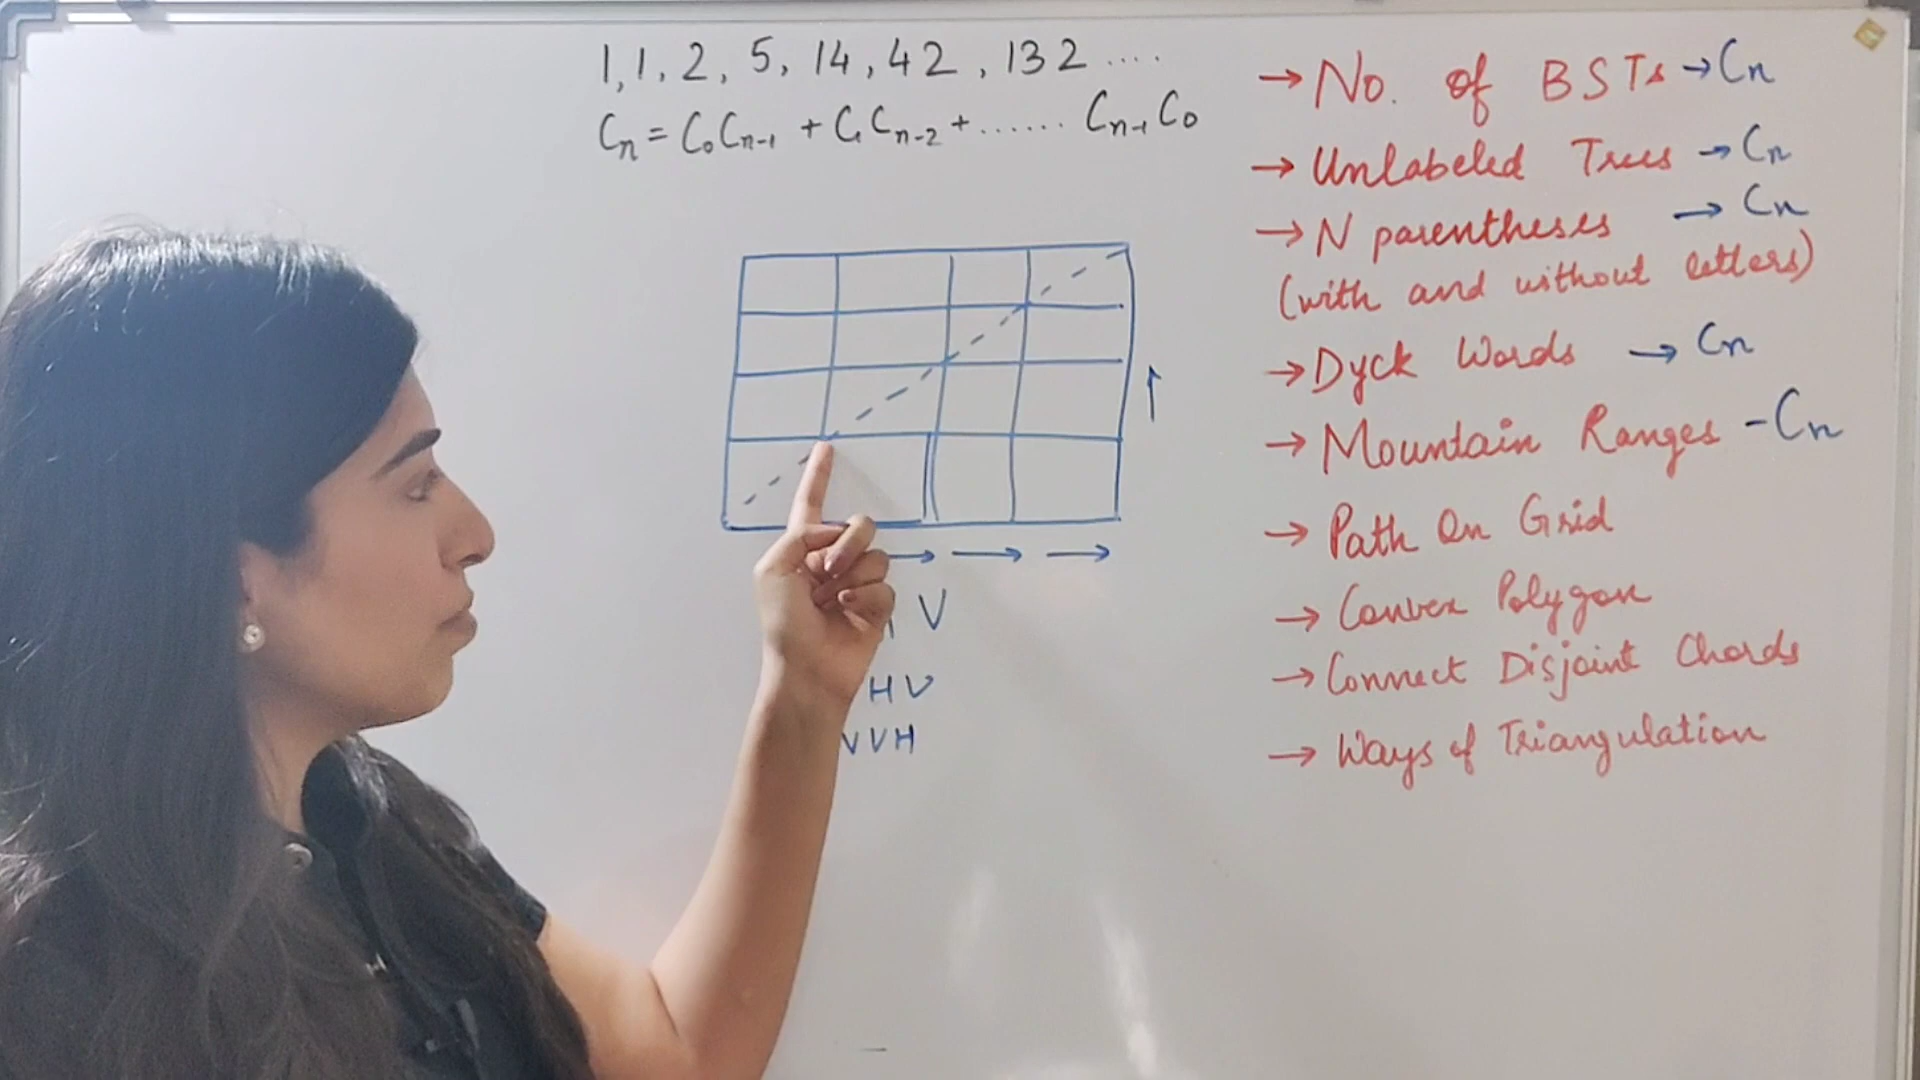 1, 1, 2, 5, 14, 42, 132 ....
Cn = C0Cn-1 + C1Cn-2 + ...... Cn-1C0
→ No. of BSTs → Cn
→ Unlabeled Trees → Cn
→ N parentheses → Cn
(with and without letters)
→ Dyck Words → Cn
→ Mountain Ranges - Cn
→ Path On Grid
→ Convex Polygon
→ Connect Disjoint Chords
→ Ways of Triangulation
V
HV
VVH